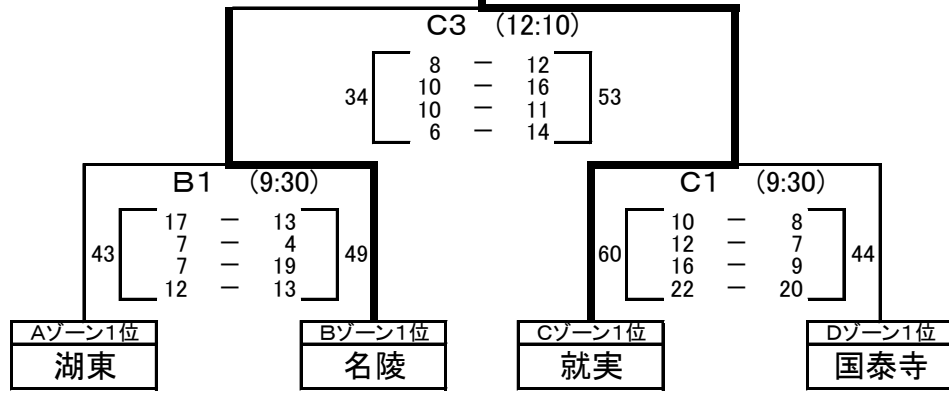 C3 (12:10)
34 8 － 12 53
10 － 16
10 － 11
6 － 14
B1 (9:30)
43 17 － 13 49
7 － 4
7 － 19
12 － 13
C1 (9:30)
60 10 － 8 44
12 － 7
16 － 9
22 － 20
Aゾーン1位 Bゾーン1位 Cゾーン1位 Dゾーン1位
湖東 名陵 就実 国泰寺